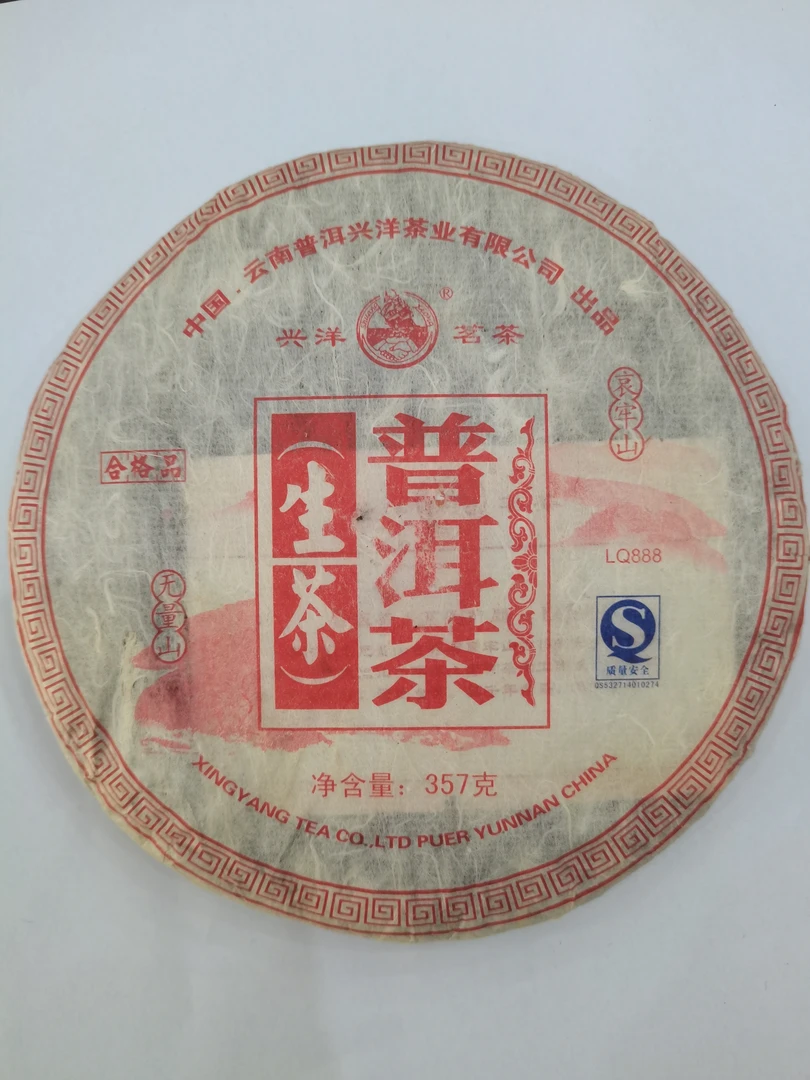 中国.云南普洱兴洋茶业有限公司 出品
兴洋 ® 茗茶
哀牢山
合格品
普洱茶
(生茶)
LQ888
无量山
质量安全
QS532714010274
净含量：357克
XINGYANG TEA CO.,LTD PUER YUNNAN CHINA